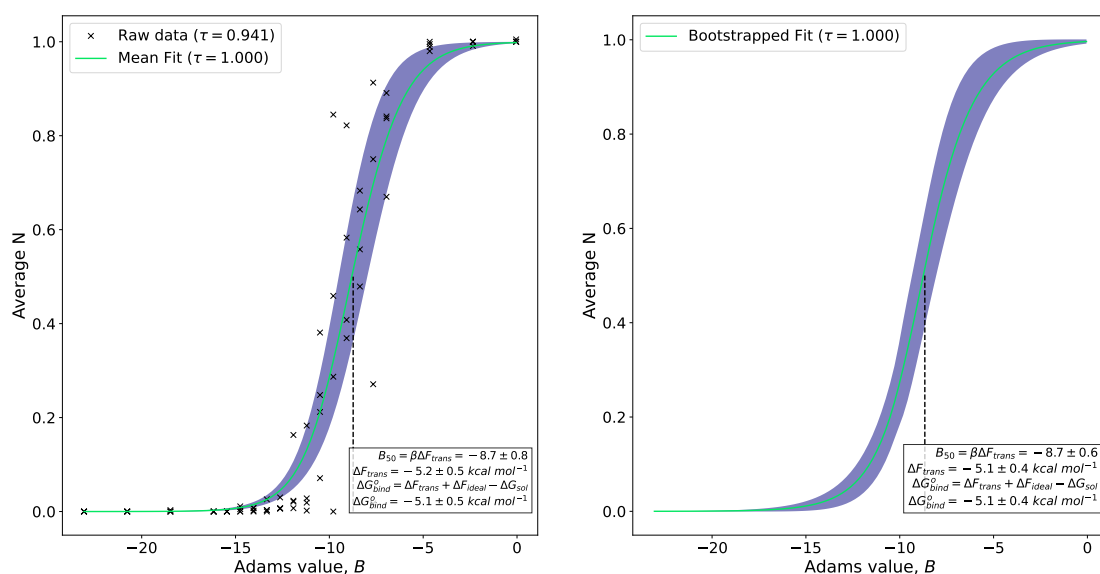 Raw data (τ = 0.941)
Mean Fit (τ = 1.000)
1.0
0.8
0.6
0.4
0.2
0.0
Average N
B50 = βΔFtrans = −8.7 ± 0.8
ΔFtrans = − 5.2 ± 0.5 kcal mol−1
ΔG°bind = ΔFtrans + ΔFideal − ΔGsol
ΔG°bind = − 5.1 ± 0.5 kcal mol−1
−20 −15 −10 −5 0
Adams value, B
Bootstrapped Fit (τ = 1.000)
1.0
0.8
0.6
0.4
0.2
0.0
Average N
B50 = βΔFtrans = −8.7 ± 0.6
ΔFtrans = − 5.1 ± 0.4 kcal mol−1
ΔG°bind = ΔFtrans + ΔFideal − ΔGsol
ΔG°bind = − 5.1 ± 0.4 kcal mol−1
−20 −15 −10 −5 0
Adams value, B